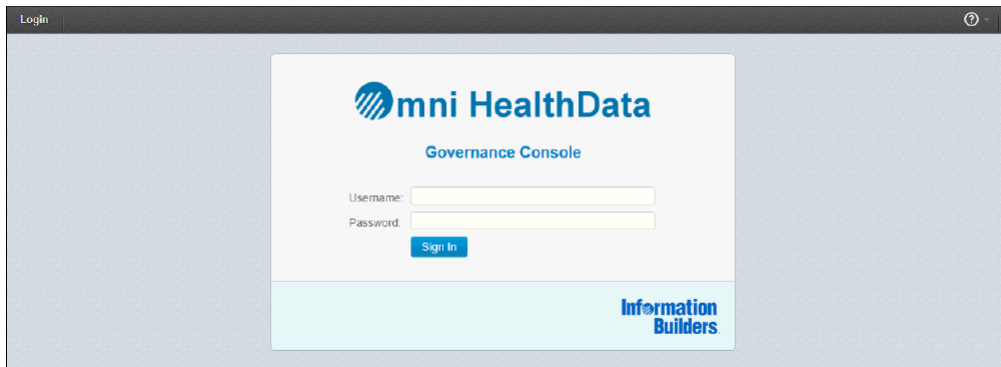 Login
Omni HealthData
Governance Console
Username:
Password:
Sign In
Information
Builders.